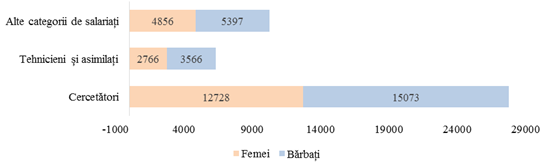 Alte categorii de salariați 4856 5397
Tehnicieni și asimilați 2766 3566
Cercetători 12728 15073
-1000 4000 9000 14000 19000 24000 29000
Femei Bărbați